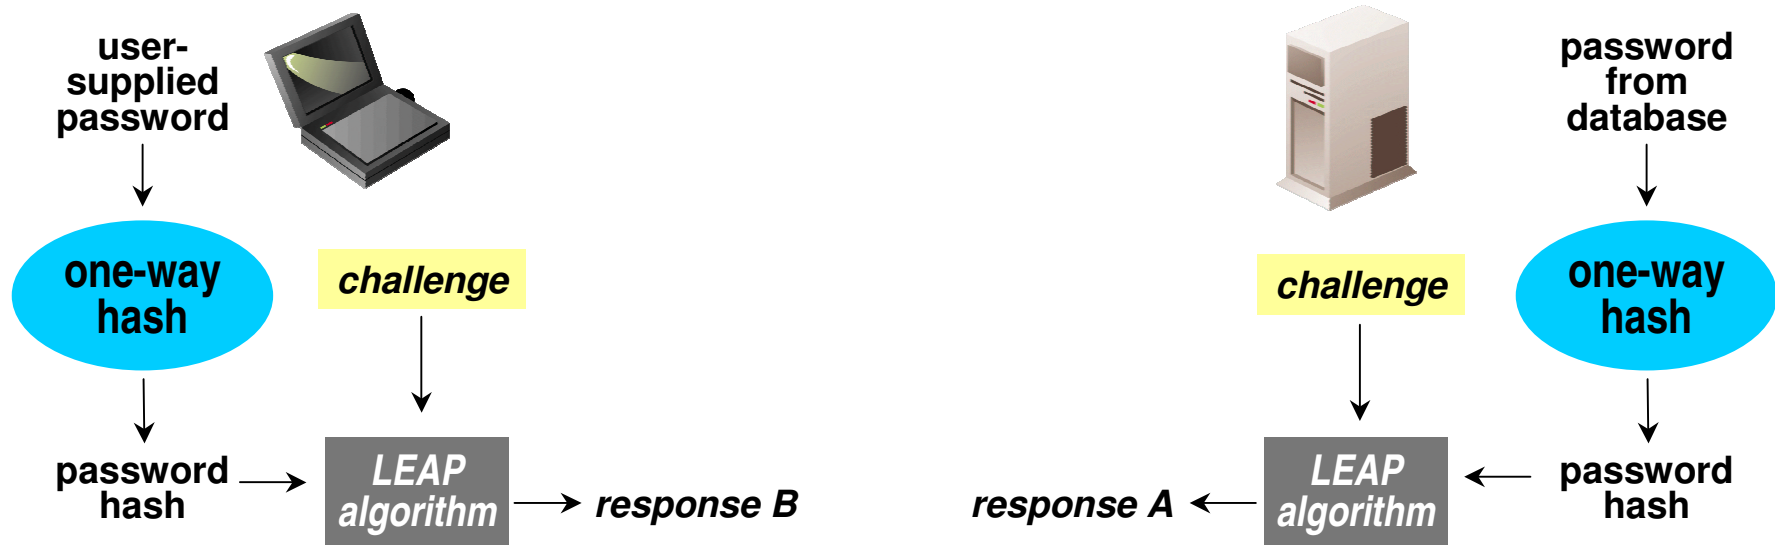 user-
supplied
password
one-way
hash
password
hash
challenge
LEAP
algorithm
response B
response A
challenge
LEAP
algorithm
password
from
database
one-way
hash
password
hash